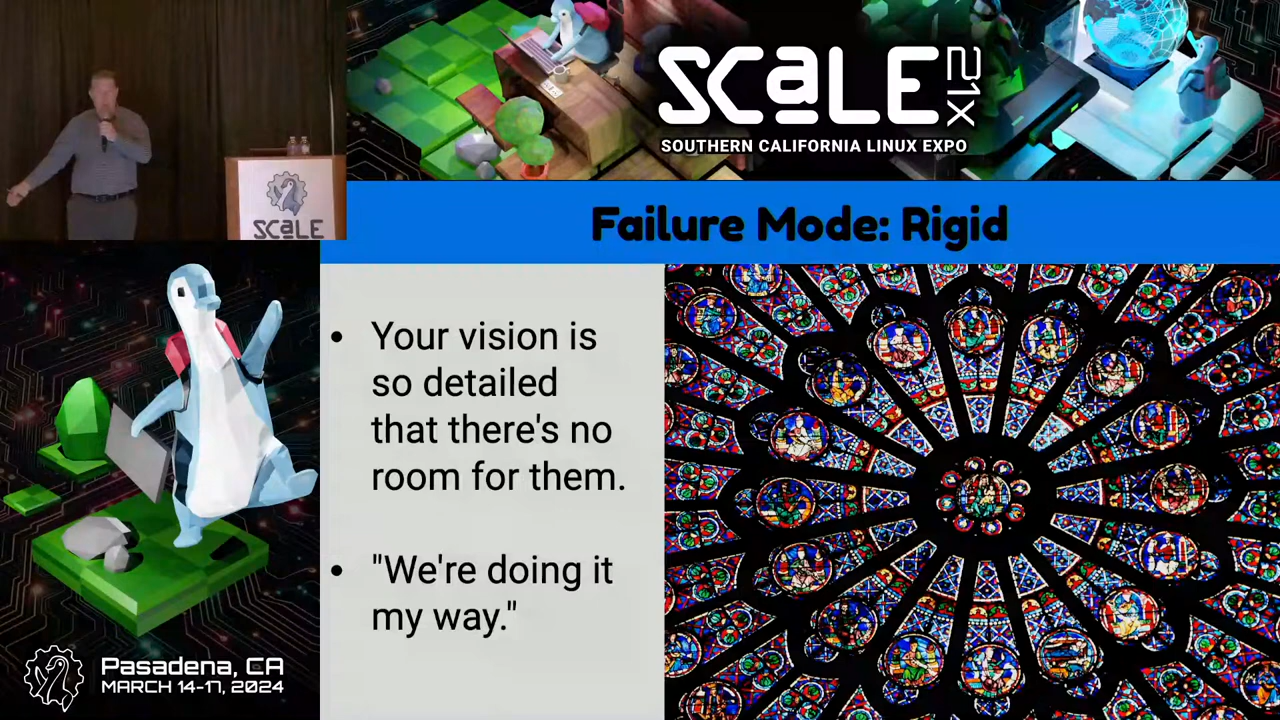 SCaLE 21X
SOUTHERN CALIFORNIA LINUX EXPO
SCaLE
Failure Mode: Rigid
• Your vision is
so detailed
that there's no
room for them.
• "We're doing it
my way."
Pasadena, CA
MARCH 14-17, 2024